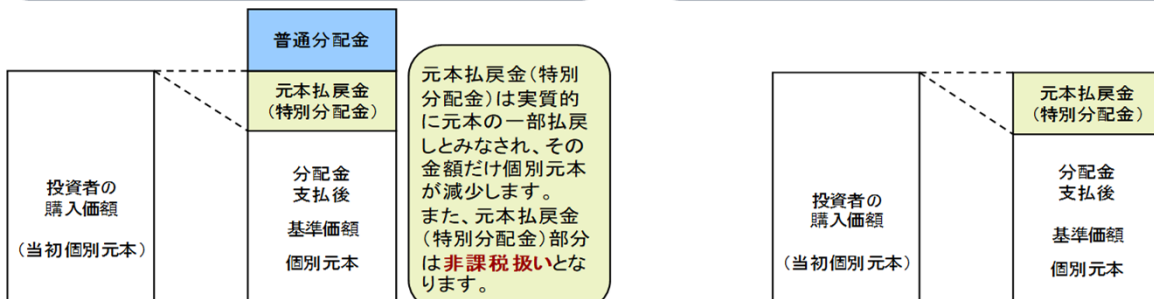 普通分配金
元本払戻金
(特別分配金)
投資者の
購入価額
(当初個別元本)
分配金
支払後
基準価額
個別元本
元本払戻金(特別
分配金)は実質的
に元本の一部払戻
しとみなされ、その
金額だけ個別元本
が減少します。
また、元本払戻金
(特別分配金)部分
は非課税扱いとな
ります。
投資者の
購入価額
(当初個別元本)
元本払戻金
(特別分配金)
分配金
支払後
基準価額
個別元本